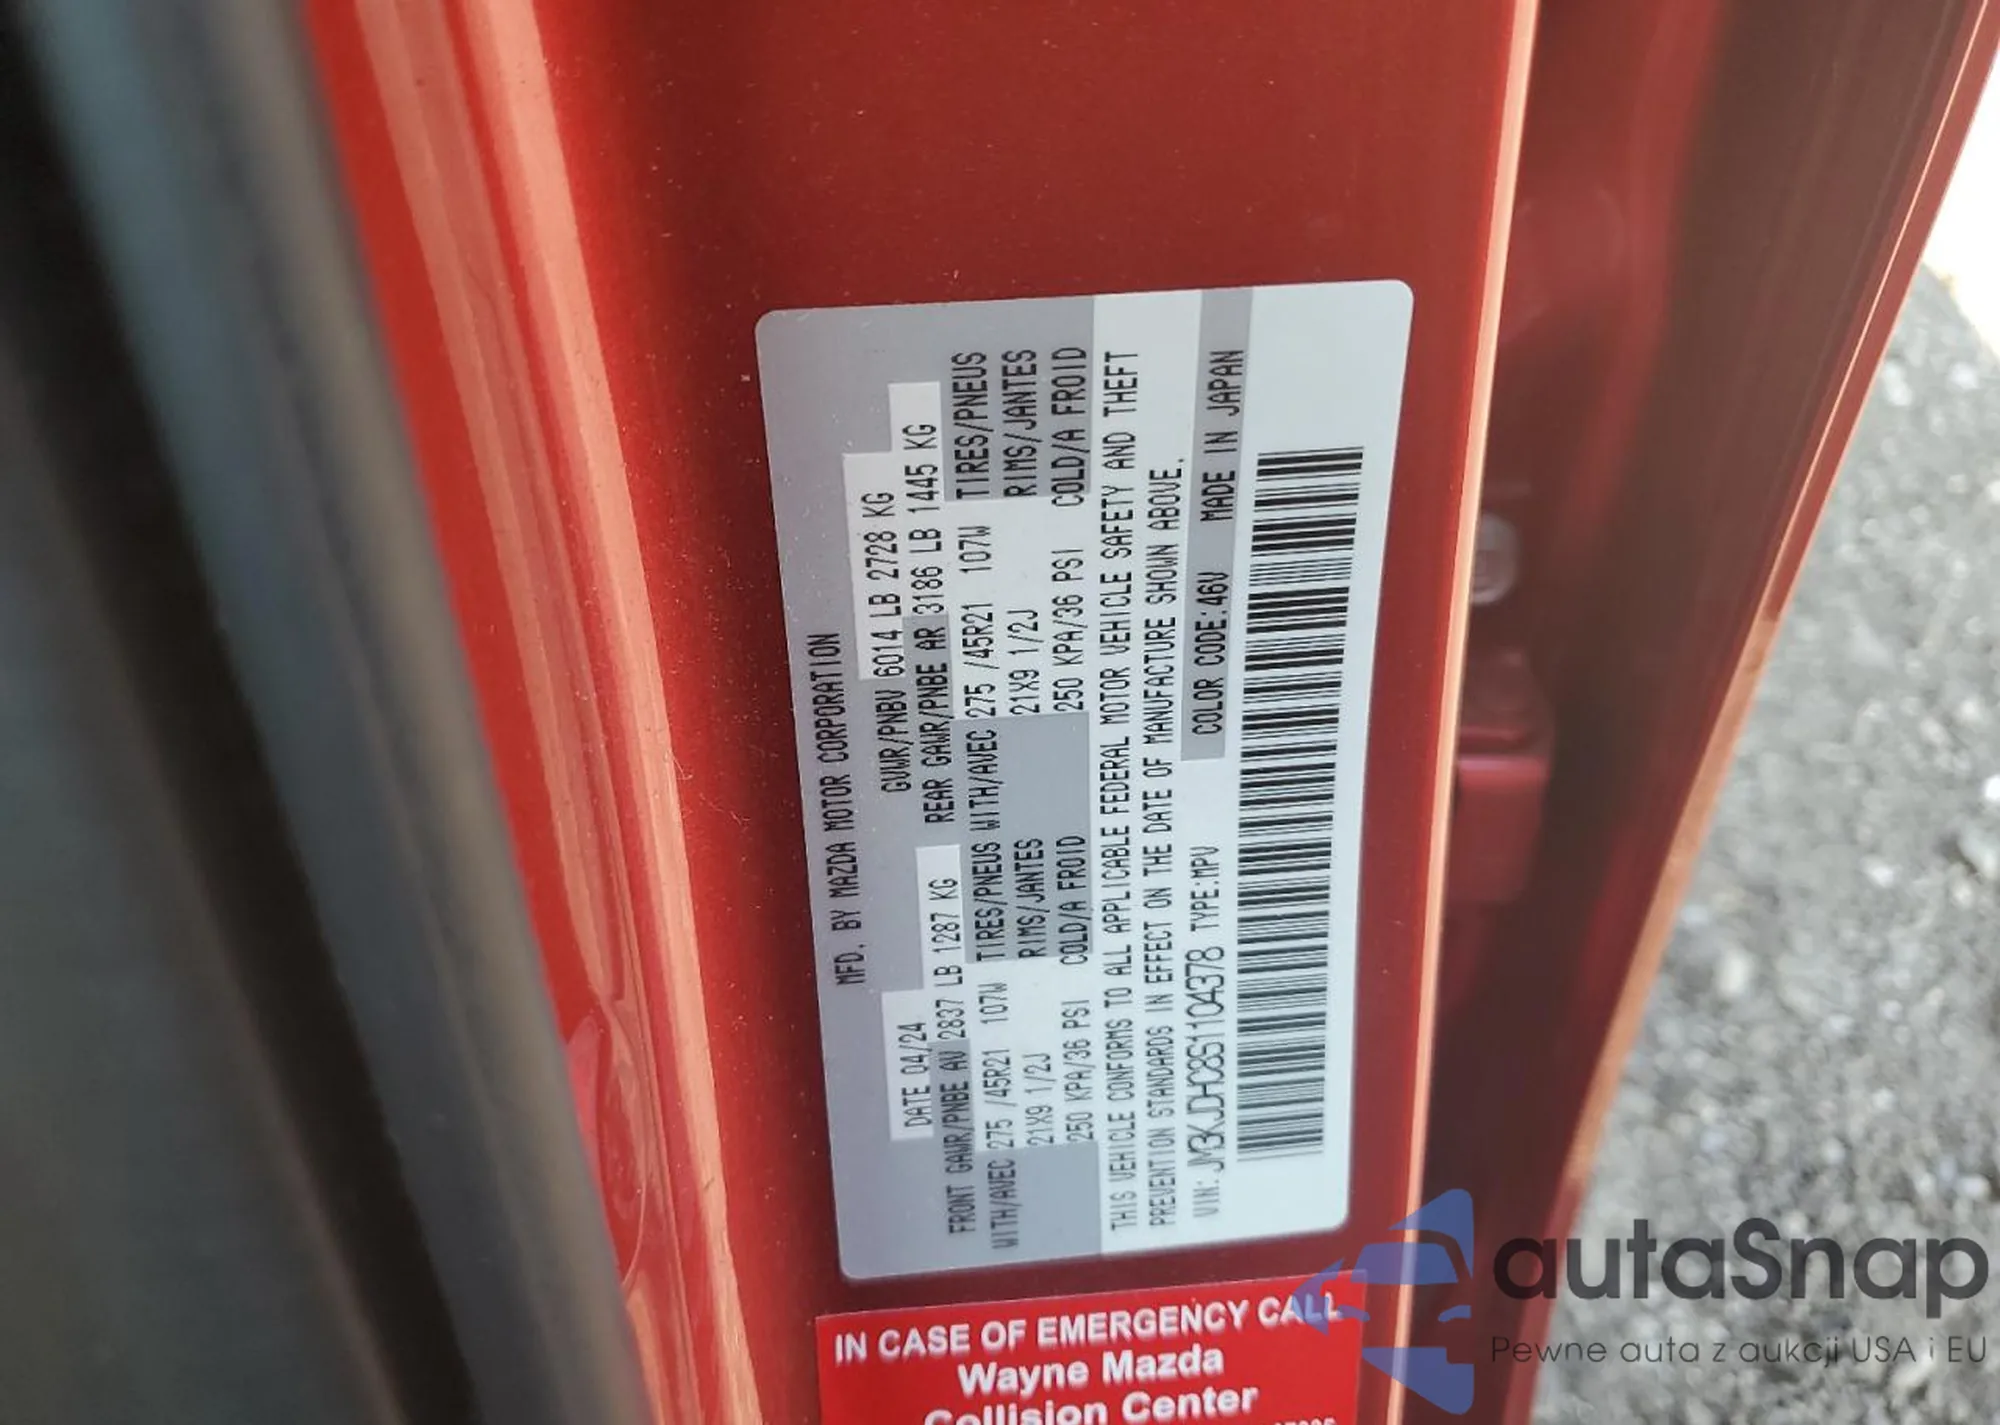 MFD. BY MAZDA MOTOR CORPORATION
DATE 04/24 GVWR/PNBV 6014 LB 2728 KG
FRONT GAWR/PNBE AV 2837 LB 1287 KG REAR GAWR/PNBE AR 3186 LB 1445 KG
WITH/AVEC 275 /45R21 107W TIRES/PNEUS WITH/AVEC 275 /45R21 107W TIRES/PNEUS
21X9 1/2J RIMS/JANTES 21X9 1/2J RIMS/JANTES
250 KPA/36 PSI COLD/A FROID 250 KPA/36 PSI COLD/A FROID
THIS VEHICLE CONFORMS TO ALL APPLICABLE FEDERAL MOTOR VEHICLE SAFETY AND THEFT
PREVENTION STANDARDS IN EFFECT ON THE DATE OF MANUFACTURE SHOWN ABOVE.
VIN: JM3KJDHC8S1104378 TYPE:MPV COLOR CODE:46V MADE IN JAPAN
IN CASE OF EMERGENCY CALL
Wayne Mazda
Collision Center
autaSnap
Pewne auta z aukcji USA i EU